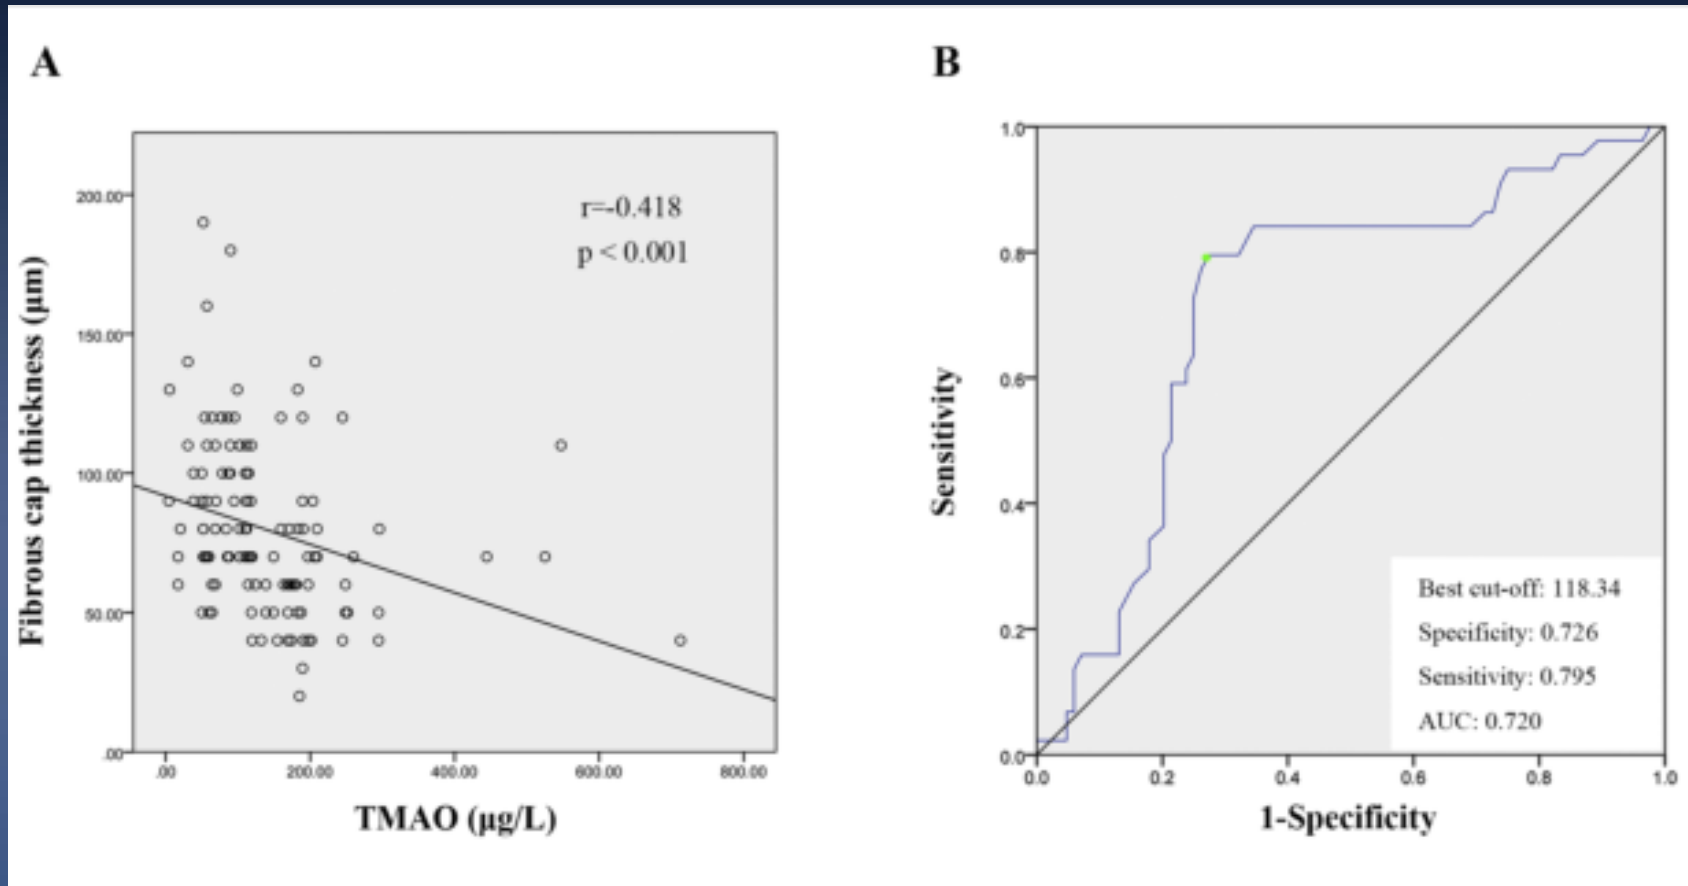 A
Fibrous cap thickness (μm)
200.00
150.00
100.00
50.00
.00
r=-0.418
p < 0.001
.00 200.00 400.00 600.00 800.00
TMAO (μg/L)
B
Sensitivity
1.0
0.8
0.6
0.4
0.2
0.0
Best cut-off: 118.34
Specificity: 0.726
Sensitivity: 0.795
AUC: 0.720
0.0 0.2 0.4 0.6 0.8 1.0
1-Specificity